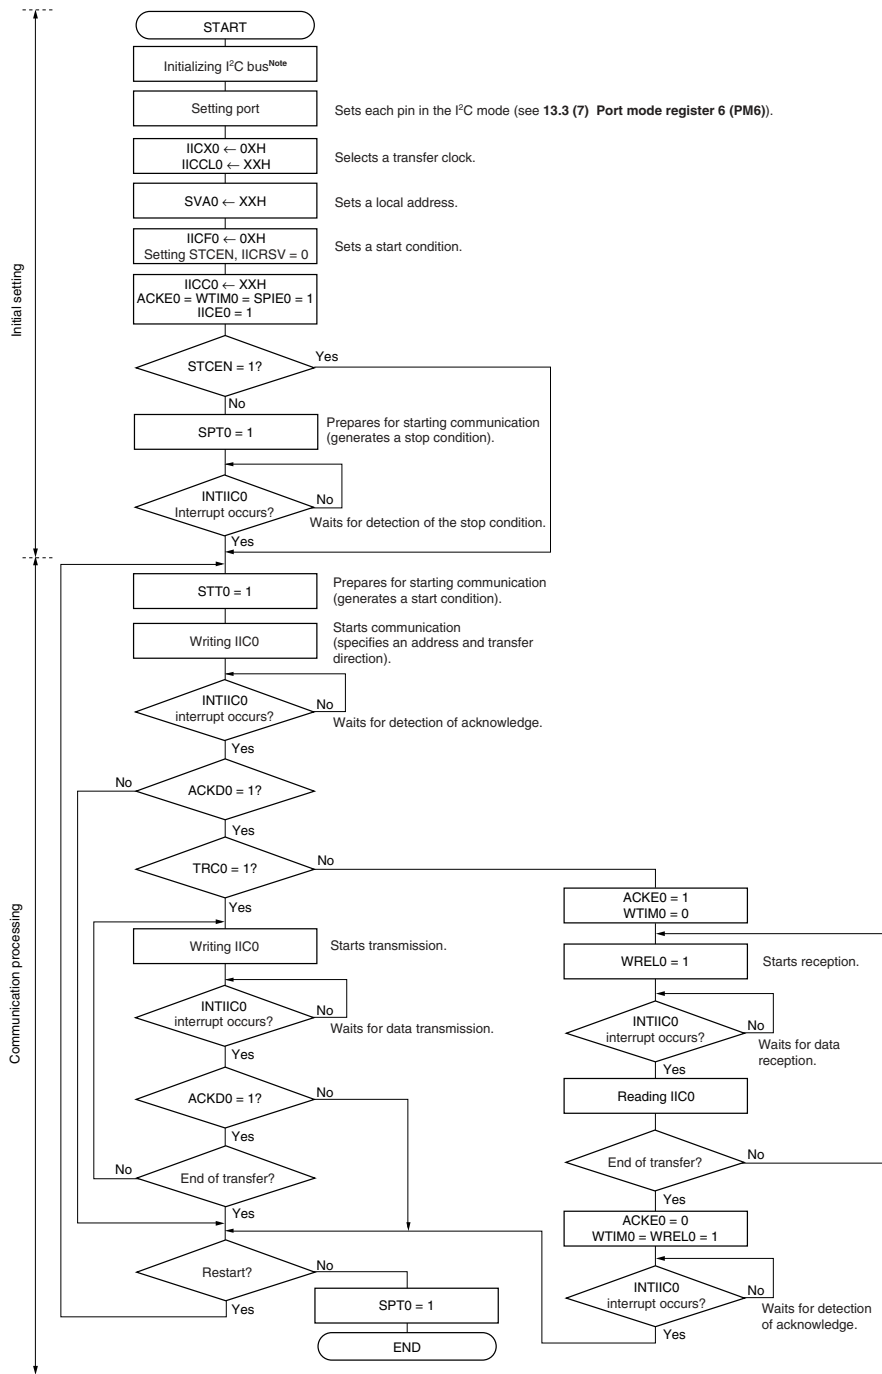 START
Initializing I²C busNote
Setting port
Sets each pin in the I²C mode (see 13.3 (7) Port mode register 6 (PM6)).
IICX0 ← 0XH
IICCL0 ← XXH
Selects a transfer clock.
SVA0 ← XXH
Sets a local address.
IICF0 ← 0XH
Setting STCEN, IICRSV = 0
Sets a start condition.
IICC0 ← XXH
ACKE0 = WTIM0 = SPIE0 = 1
IICE0 = 1
Initial setting
STCEN = 1?
Yes
No
SPT0 = 1
Prepares for starting communication
(generates a stop condition).
INTIIC0
Interrupt occurs?
No
Waits for detection of the stop condition.
Yes
STT0 = 1
Prepares for starting communication
(generates a start condition).
Writing IIC0
Starts communication
(specifies an address and transfer
direction).
INTIIC0
interrupt occurs?
No
Waits for detection of acknowledge.
Yes
No
ACKD0 = 1?
Yes
TRC0 = 1?
No
Yes
Communication processing
Writing IIC0
Starts transmission.
INTIIC0
interrupt occurs?
No
Waits for data transmission.
Yes
ACKD0 = 1?
No
Yes
No
End of transfer?
Yes
Restart?
No
Yes
SPT0 = 1
END
ACKE0 = 1
WTIM0 = 0
WREL0 = 1
Starts reception.
INTIIC0
interrupt occurs?
No
Waits for data
reception.
Yes
Reading IIC0
End of transfer?
No
Yes
ACKE0 = 0
WTIM0 = WREL0 = 1
INTIIC0
interrupt occurs?
No
Waits for detection
of acknowledge.
Yes